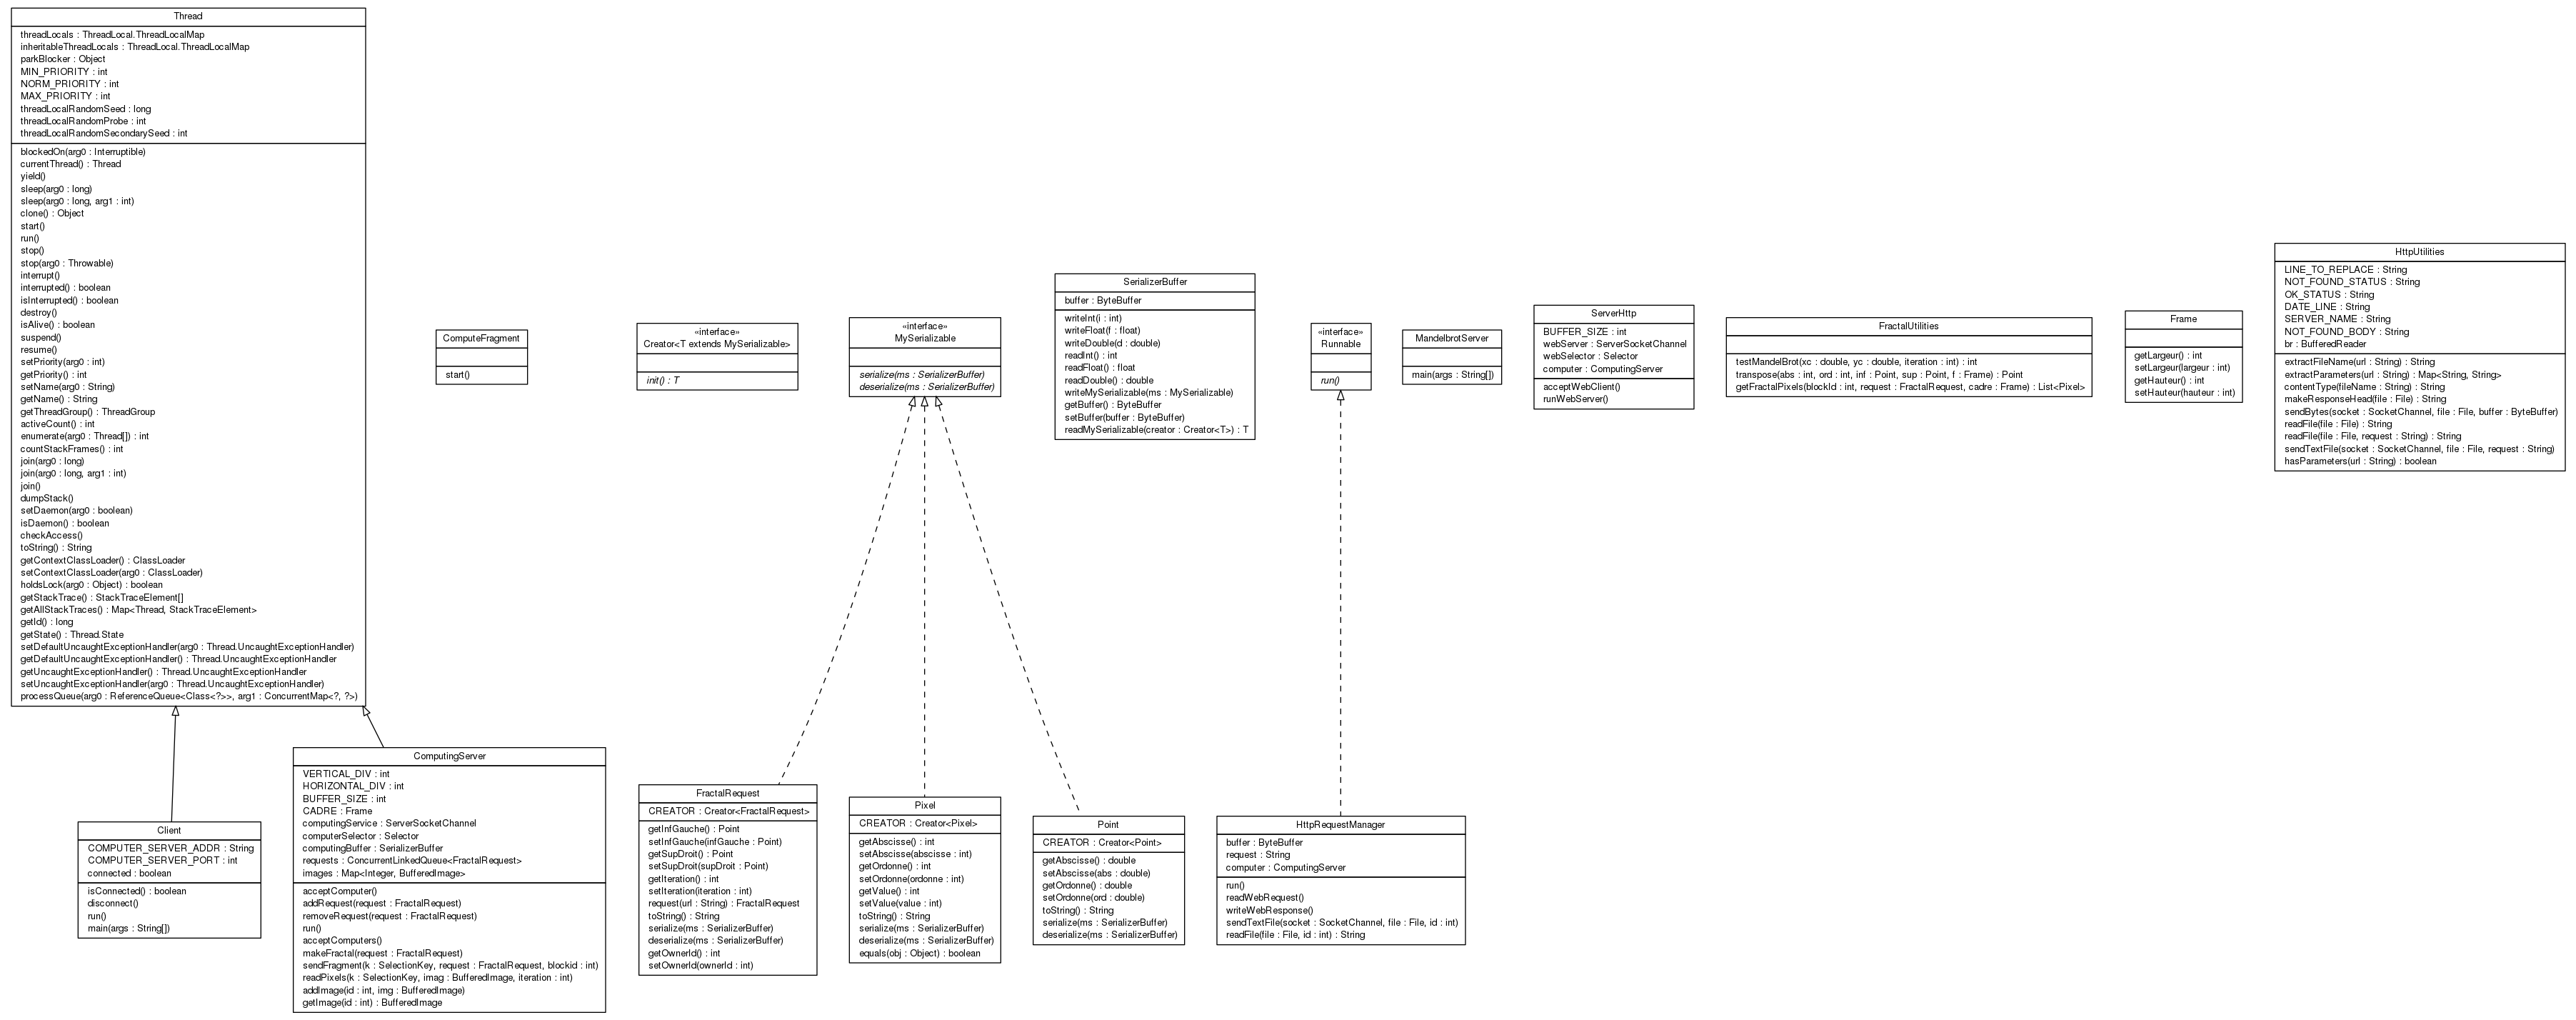 Thread
threadLocals : ThreadLocal.ThreadLocalMap
inheritableThreadLocals : ThreadLocal.ThreadLocalMap
parkBlocker : Object
MIN_PRIORITY : int
NORM_PRIORITY : int
MAX_PRIORITY : int
threadLocalRandomSeed : long
threadLocalRandomProbe : int
threadLocalRandomSecondarySeed : int
blockedOn(arg0 : Interruptible)
currentThread() : Thread
yield()
sleep(arg0 : long)
sleep(arg0 : long, arg1 : int)
clone() : Object
start()
run()
stop()
stop(arg0 : Throwable)
interrupt()
interrupted() : boolean
isInterrupted() : boolean
destroy()
isAlive() : boolean
suspend()
resume()
setPriority(arg0 : int)
getPriority() : int
setName(arg0 : String)
getName() : String
getThreadGroup() : ThreadGroup
activeCount() : int
enumerate(arg0 : Thread[]) : int
countStackFrames() : int
join(arg0 : long)
join(arg0 : long, arg1 : int)
join()
dumpStack()
setDaemon(arg0 : boolean)
isDaemon() : boolean
checkAccess()
toString() : String
getContextClassLoader() : ClassLoader
setContextClassLoader(arg0 : ClassLoader)
holdsLock(arg0 : Object) : boolean
getStackTrace() : StackTraceElement[]
getAllStackTraces() : Map<Thread, StackTraceElement>
getId() : long
getState() : Thread.State
setDefaultUncaughtExceptionHandler(arg0 : Thread.UncaughtExceptionHandler)
getDefaultUncaughtExceptionHandler() : Thread.UncaughtExceptionHandler
getUncaughtExceptionHandler() : Thread.UncaughtExceptionHandler
setUncaughtExceptionHandler(arg0 : Thread.UncaughtExceptionHandler)
processQueue(arg0 : ReferenceQueue<Class<?>>, arg1 : ConcurrentMap<?, ?>)
ComputeFragment
start()
«interface»
Creator<T extends MySerializable>
init() : T
«interface»
MySerializable
serialize(ms : SerializerBuffer)
deserialize(ms : SerializerBuffer)
SerializerBuffer
buffer : ByteBuffer
writeInt(i : int)
writeFloat(f : float)
writeDouble(d : double)
readInt() : int
readFloat() : float
readDouble() : double
writeMySerializable(ms : MySerializable)
getBuffer() : ByteBuffer
setBuffer(buffer : ByteBuffer)
readMySerializable(creator : Creator<T>) : T
«interface»
Runnable
run()
MandelbrotServer
main(args : String[])
ServerHttp
BUFFER_SIZE : int
webServer : ServerSocketChannel
webSelector : Selector
computer : ComputingServer
acceptWebClient()
runWebServer()
FractalUtilities
testMandelBrot(xc : double, yc : double, iteration : int) : int
transpose(abs : int, ord : int, inf : Point, sup : Point, f : Frame) : Point
getFractalPixels(blockId : int, request : FractalRequest, cadre : Frame) : List<Pixel>
Frame
getLargeur() : int
setLargeur(largeur : int)
getHauteur() : int
setHauteur(hauteur : int)
HttpUtilities
LINE_TO_REPLACE : String
NOT_FOUND_STATUS : String
OK_STATUS : String
DATE_LINE : String
SERVER_NAME : String
NOT_FOUND_BODY : String
br : BufferedReader
extractFileName(url : String) : String
extractParameters(url : String) : Map<String, String>
contentType(fileName : String) : String
makeResponseHead(file : File) : String
sendBytes(socket : SocketChannel, file : File, buffer : ByteBuffer)
readFile(file : File) : String
readFile(file : File, request : String) : String
sendTextFile(socket : SocketChannel, file : File, request : String)
hasParameters(url : String) : boolean
Client
COMPUTER_SERVER_ADDR : String
COMPUTER_SERVER_PORT : int
connected : boolean
isConnected() : boolean
disconnect()
run()
main(args : String[])
ComputingServer
VERTICAL_DIV : int
HORIZONTAL_DIV : int
BUFFER_SIZE : int
CADRE : Frame
computingService : ServerSocketChannel
computerSelector : Selector
computingBuffer : SerializerBuffer
requests : ConcurrentLinkedQueue<FractalRequest>
images : Map<Integer, BufferedImage>
acceptComputer()
addRequest(request : FractalRequest)
removeRequest(request : FractalRequest)
run()
acceptComputers()
makeFractal(request : FractalRequest)
sendFragment(k : SelectionKey, request : FractalRequest, blockid : int)
readPixels(k : SelectionKey, imag : BufferedImage, iteration : int)
addImage(id : int, img : BufferedImage)
getImage(id : int) : BufferedImage
FractalRequest
CREATOR : Creator<FractalRequest>
getInfGauche() : Point
setInfGauche(infGauche : Point)
getSupDroit() : Point
setSupDroit(supDroit : Point)
getIteration() : int
setIteration(iteration : int)
request(url : String) : FractalRequest
toString() : String
serialize(ms : SerializerBuffer)
deserialize(ms : SerializerBuffer)
getOwnerId() : int
setOwnerId(ownerId : int)
Pixel
CREATOR : Creator<Pixel>
getAbscisse() : int
setAbscisse(abscisse : int)
getOrdonne() : int
setOrdonne(ordonne : int)
getValue() : int
setValue(value : int)
toString() : String
serialize(ms : SerializerBuffer)
deserialize(ms : SerializerBuffer)
equals(obj : Object) : boolean
Point
CREATOR : Creator<Point>
getAbscisse() : double
setAbscisse(abs : double)
getOrdonne() : double
setOrdonne(ord : double)
toString() : String
serialize(ms : SerializerBuffer)
deserialize(ms : SerializerBuffer)
HttpRequestManager
buffer : ByteBuffer
request : String
computer : ComputingServer
run()
readWebRequest()
writeWebResponse()
sendTextFile(socket : SocketChannel, file : File, id : int)
readFile(file : File, id : int) : String